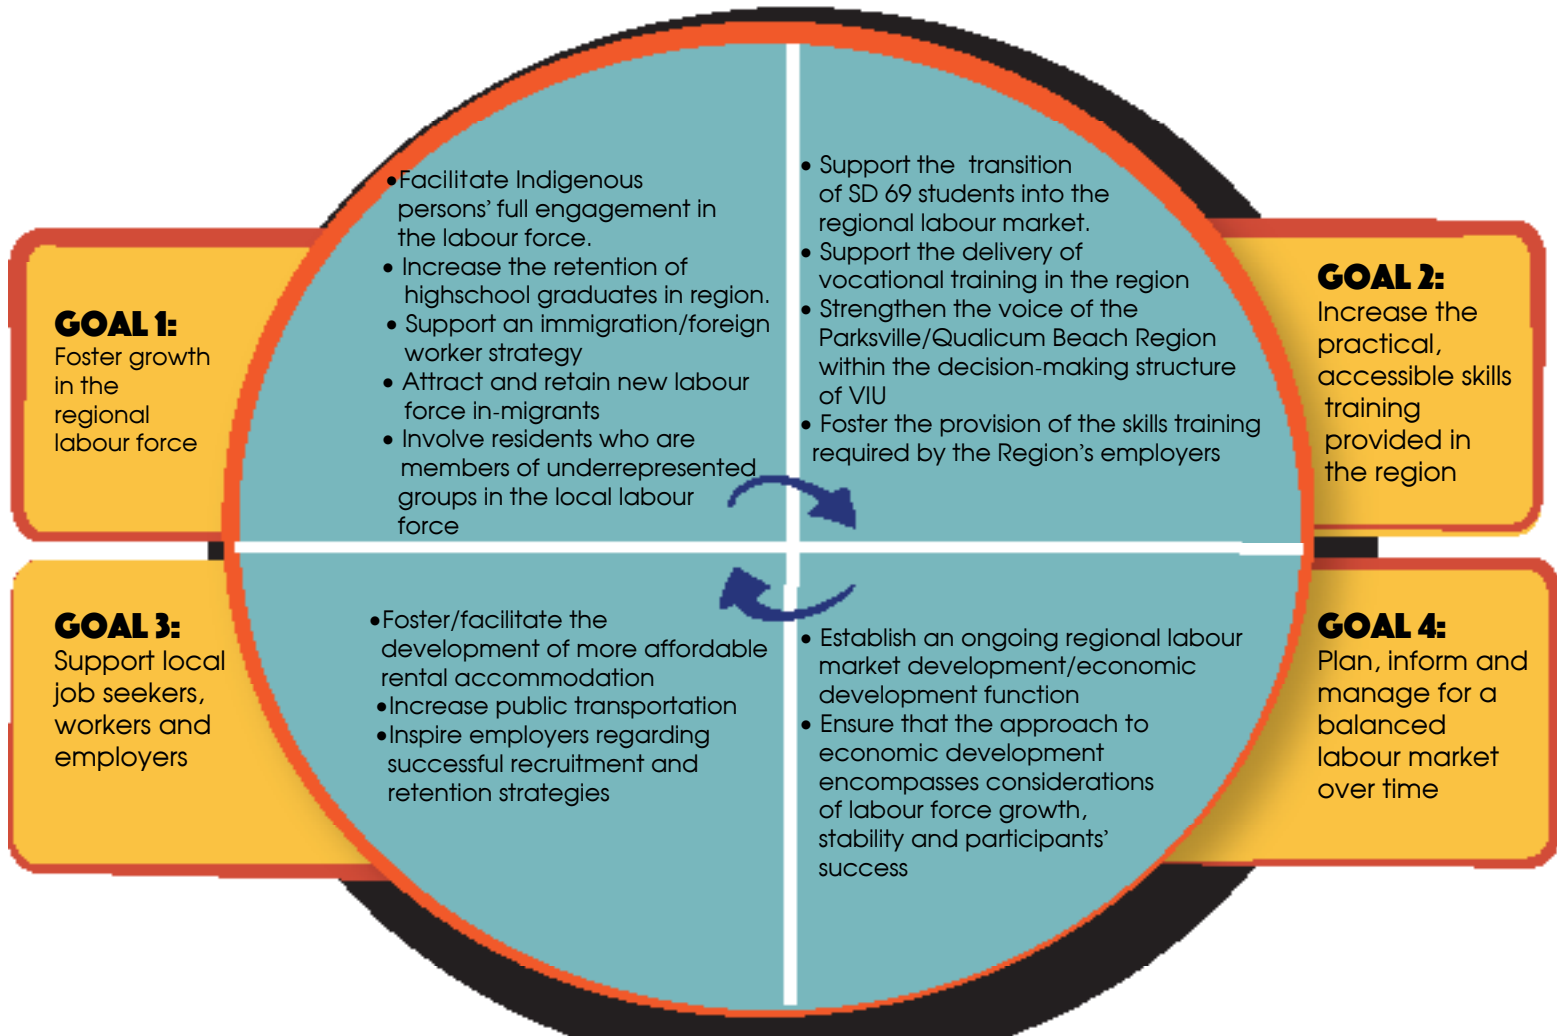 GOAL 1:
Foster growth
in the
regional
labour force
•Facilitate Indigenous
persons' full engagement in
the labour force.
• Increase the retention of
highschool graduates in region.
• Support an immigration/foreign
worker strategy
• Attract and retain new labour
force in-migrants
• Involve residents who are
members of underrepresented
groups in the local labour
force
• Support the transition
of SD 69 students into the
regional labour market.
• Support the delivery of
vocational training in the region
• Strengthen the voice of the
Parksville/Qualicum Beach Region
within the decision-making structure
of VIU
• Foster the provision of the skills training
required by the Region's employers
GOAL 2:
Increase the
practical,
accessible skills
training
provided in
the region
GOAL 3:
Support local
job seekers,
workers and
employers
•Foster/facilitate the
development of more affordable
rental accommodation
•Increase public transportation
•Inspire employers regarding
successful recruitment and
retention strategies
• Establish an ongoing regional labour
market development/economic
development function
• Ensure that the approach to
economic development
encompasses considerations
of labour force growth,
stability and participants'
success
GOAL 4:
Plan, inform and
manage for a
balanced
labour market
over time